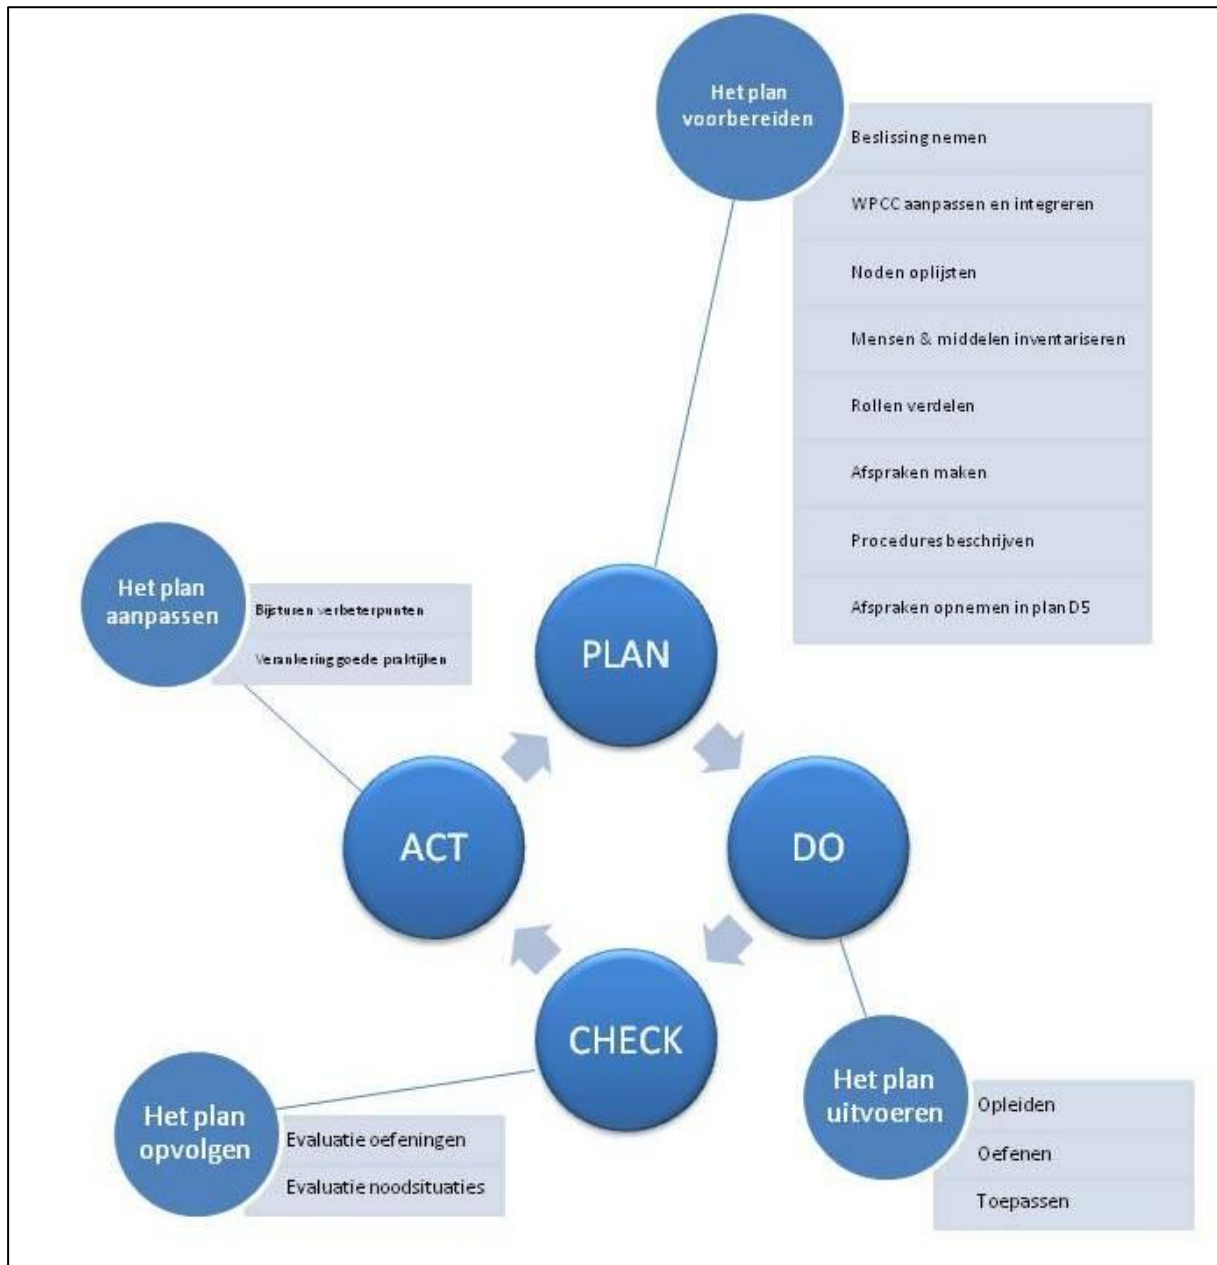 Het plan
voorbereiden
Beslissing nemen
WPCC aanpassen en integreren
Noden oplijsten
Mensen & middelen inventariseren
Rollen verdelen
Afspraken maken
Procedures beschrijven
Afspraken opnemen in plan D5
Het plan
aanpassen
Bijsturen verbeterpunten
Verankering goede praktijken
PLAN
ACT
DO
CHECK
Het plan
opvolgen
Evaluatie oefeningen
Evaluatie noodsituaties
Het plan
uitvoeren
Opleiden
Oefenen
Toepassen